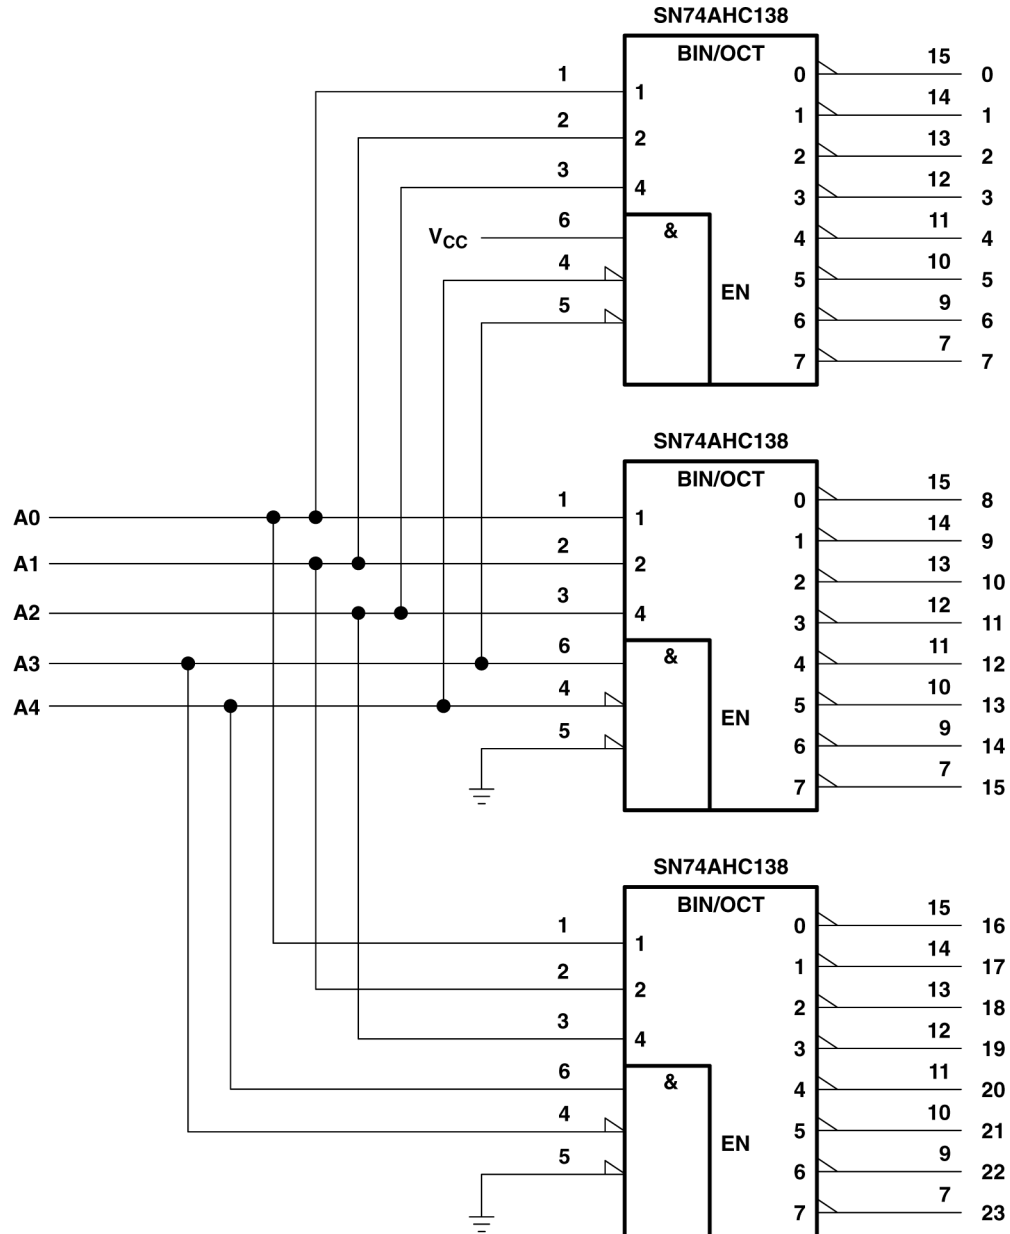 SN74AHC138
BIN/OCT
1 1 0 15 0
2 2 1 14 1
3 4 2 13 2
6 VCC & 3 12 3
4 EN 4 11 4
5 5 10 5
6 9 6
7 7 7
SN74AHC138
BIN/OCT
A0 1 1 0 15 8
A1 2 2 1 14 9
A2 3 4 2 13 10
A3 6 & 3 12 11
A4 4 EN 4 11 12
5 5 10 13
6 9 14
7 7 15
SN74AHC138
BIN/OCT
1 1 0 15 16
2 2 1 14 17
3 4 2 13 18
6 & 3 12 19
4 EN 4 11 20
5 5 10 21
6 9 22
7 7 23